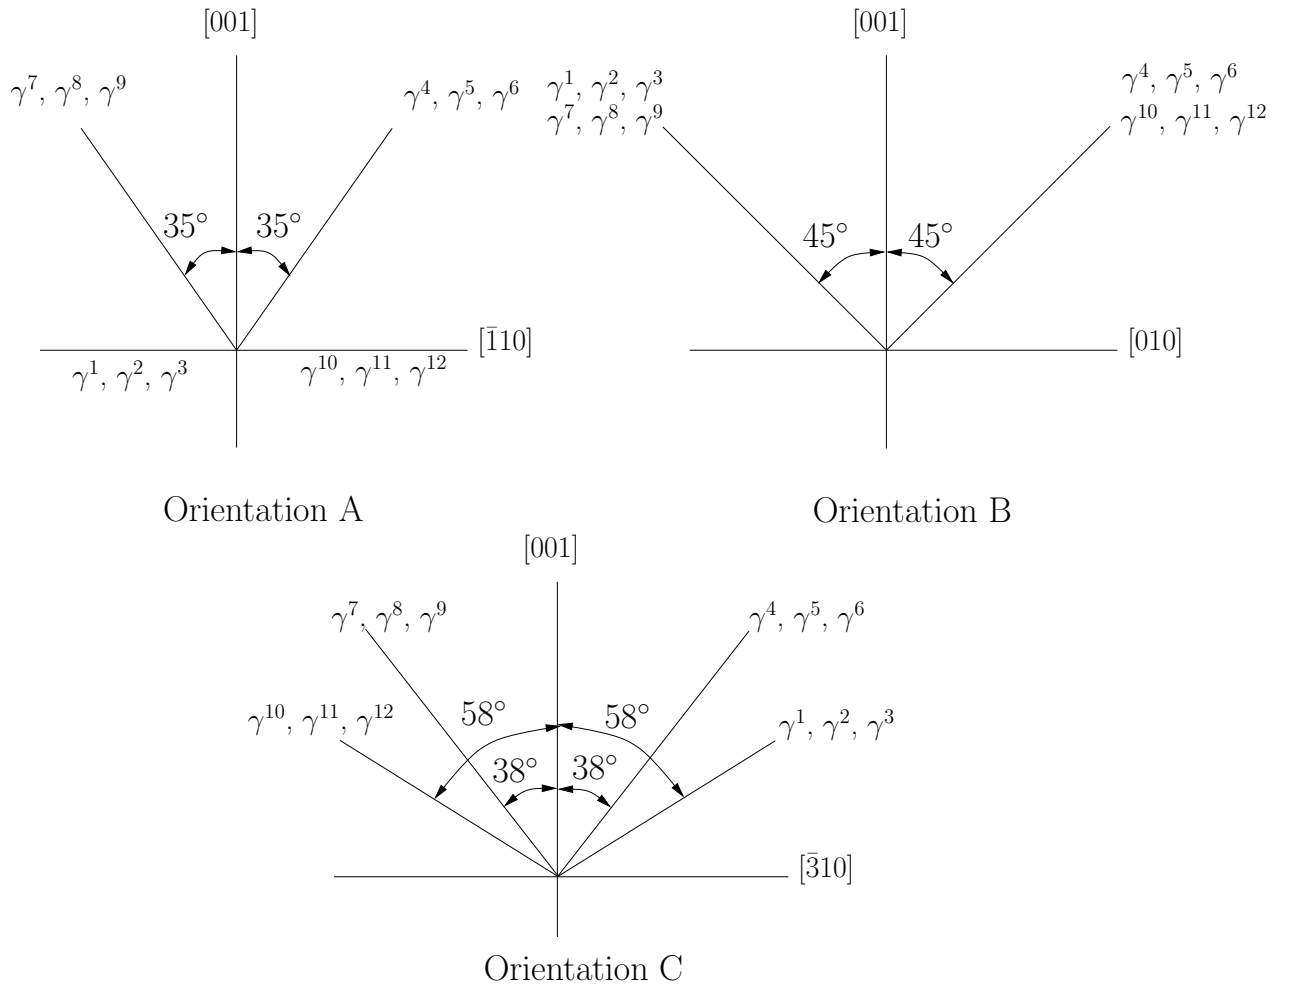 [001]
γ⁷, γ⁸, γ⁹
γ⁴, γ⁵, γ⁶
35° 35°
[1̄10]
γ¹, γ², γ³
γ¹⁰, γ¹¹, γ¹²
Orientation A
[001]
γ¹, γ², γ³
γ⁷, γ⁸, γ⁹
γ⁴, γ⁵, γ⁶
γ¹⁰, γ¹¹, γ¹²
45° 45°
[010]
Orientation B
[001]
γ⁷, γ⁸, γ⁹
γ⁴, γ⁵, γ⁶
γ¹⁰, γ¹¹, γ¹²
58° 58°
γ¹, γ², γ³
38° 38°
[3̄10]
Orientation C